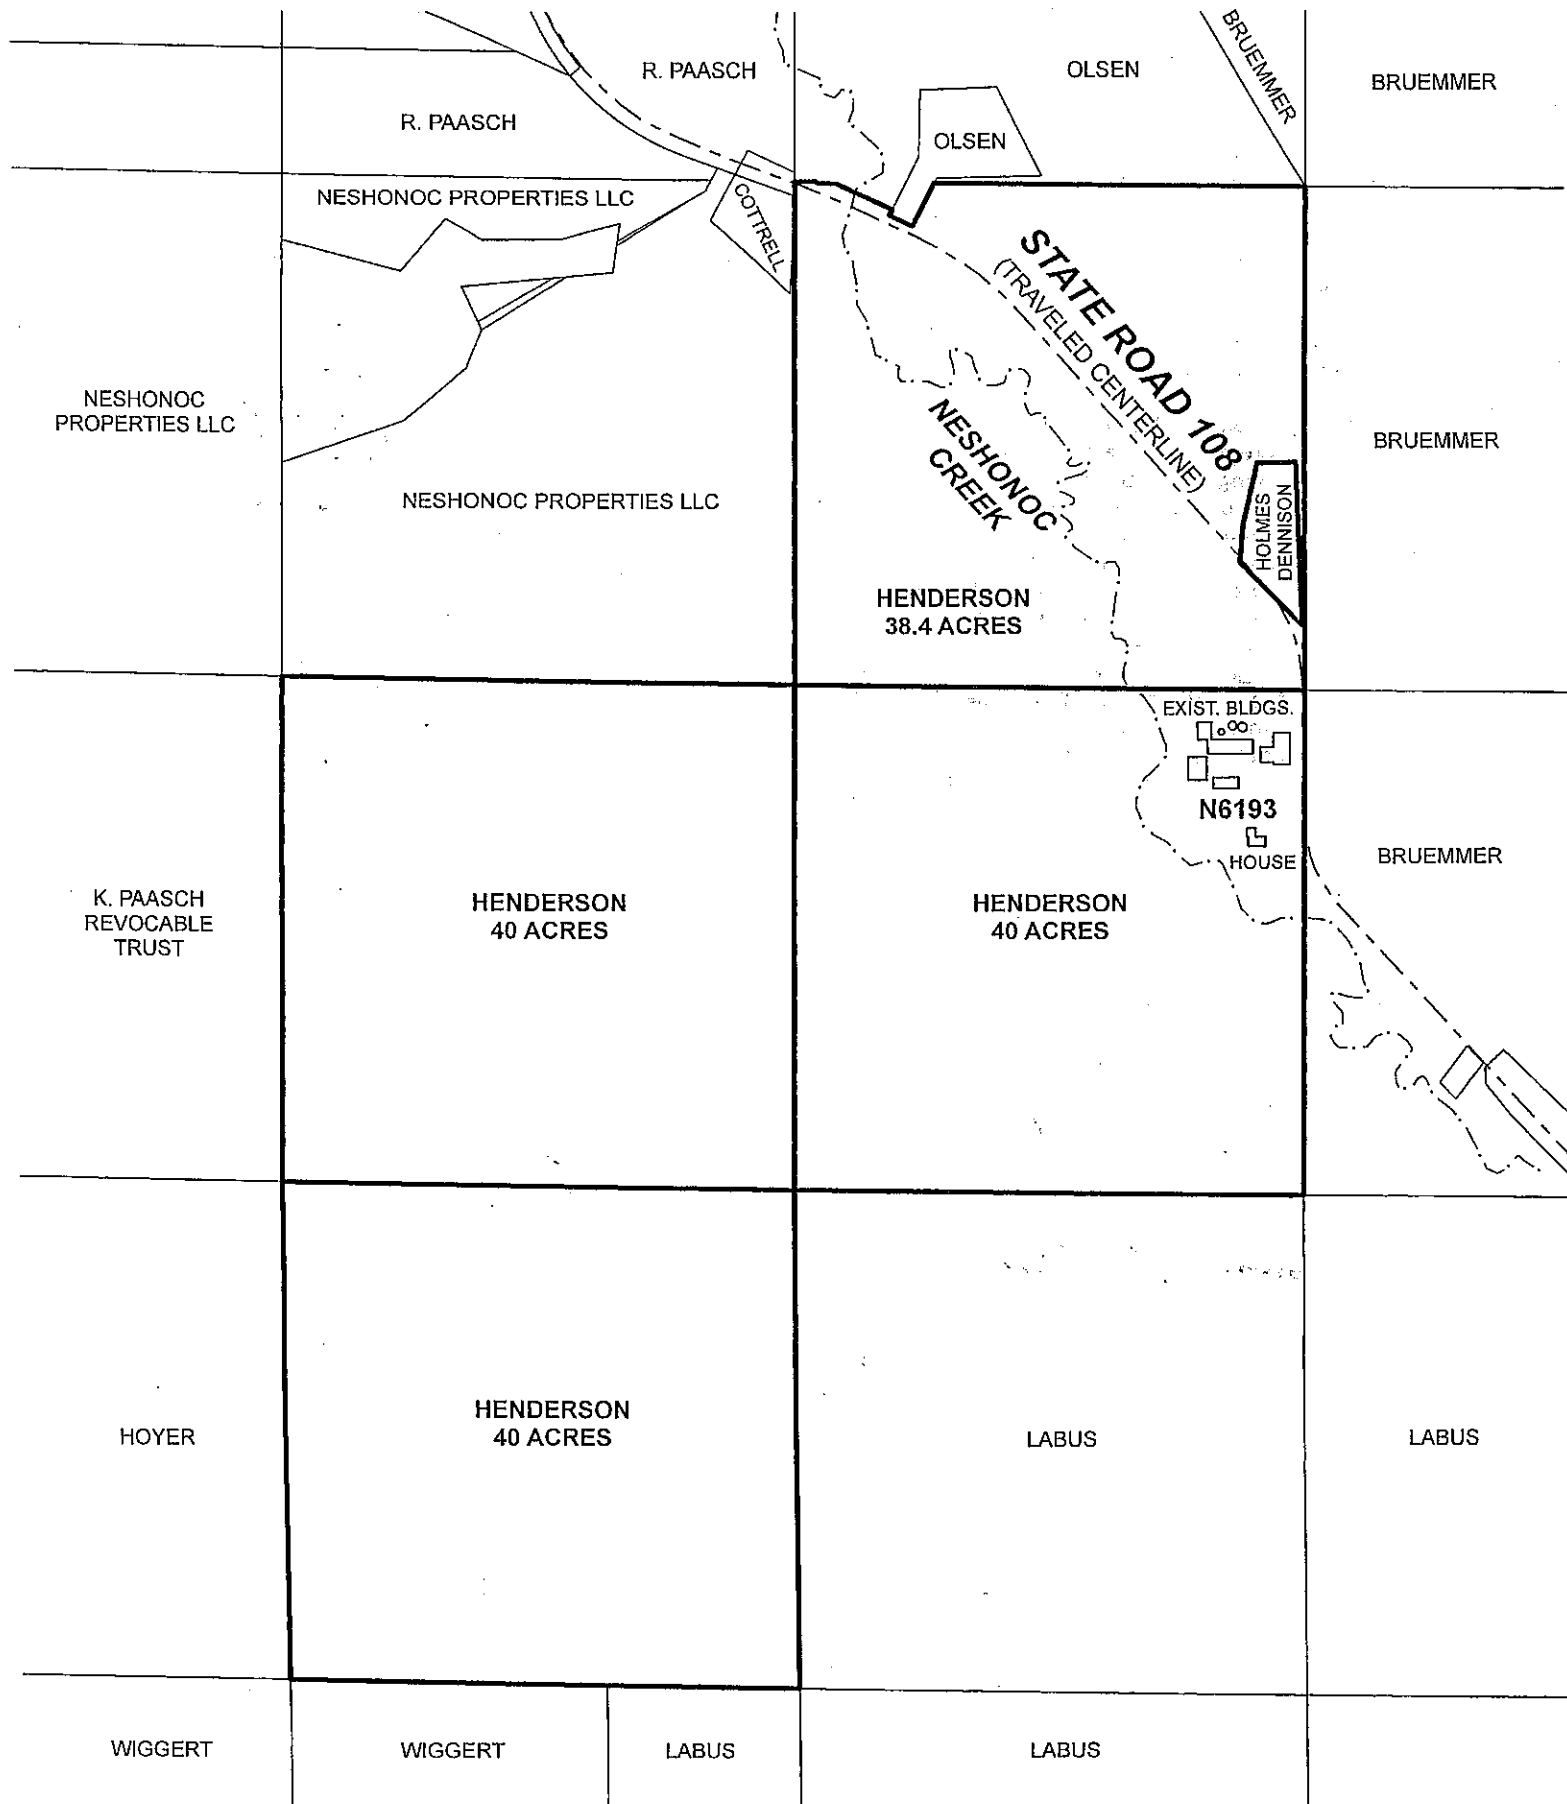 R. PAASCH
OLSEN
BRUEMMER
BRUEMMER
R. PAASCH
OLSEN
NESHONOC PROPERTIES LLC
COTTRELL
STATE ROAD 108
(TRAVELED CENTERLINE)
NESHONOC
PROPERTIES LLC
NESHONOC
CREEK
BRUEMMER
NESHONOC PROPERTIES LLC
HOLMES
DENNISON
HENDERSON
38.4 ACRES
EXIST. BLDGS.
N6193
HOUSE
BRUEMMER
K. PAASCH
REVOCABLE
TRUST
HENDERSON
40 ACRES
HENDERSON
40 ACRES
HOYER
HENDERSON
40 ACRES
LABUS
LABUS
WIGGERT
WIGGERT
LABUS
LABUS